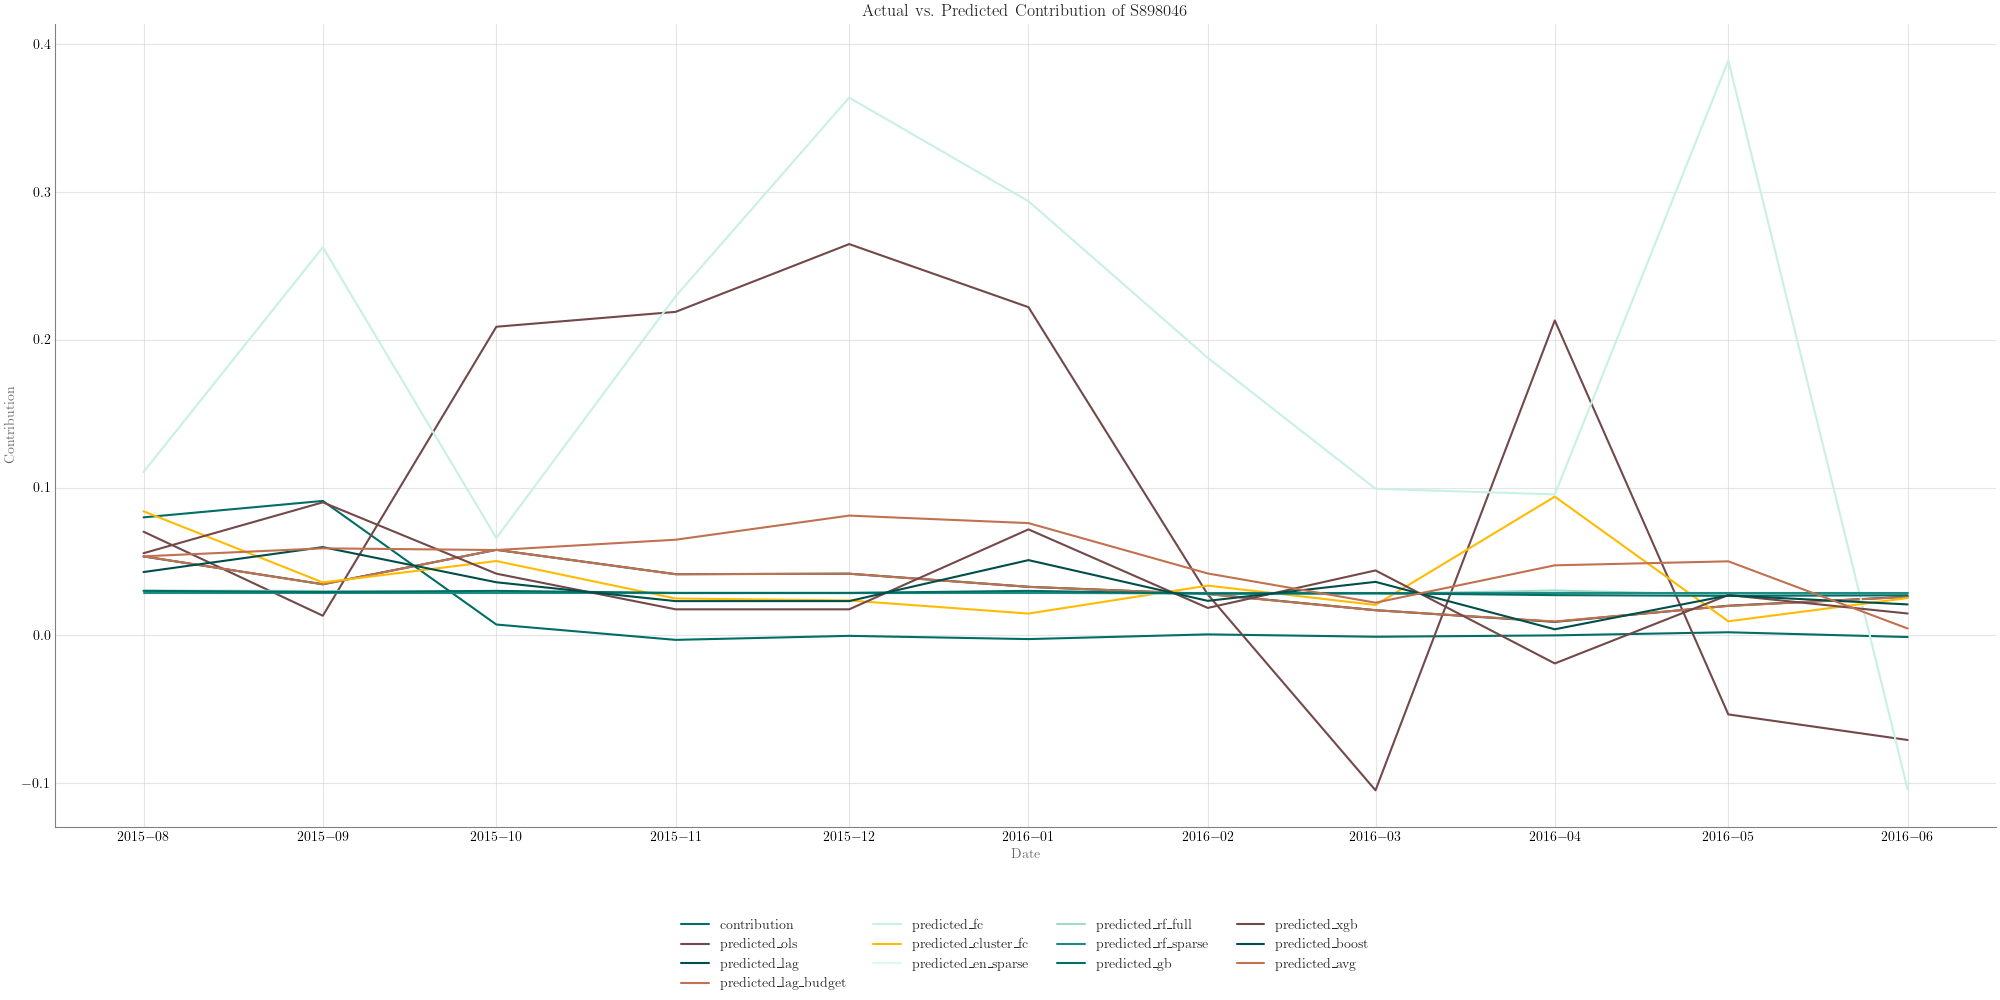 Actual vs. Predicted Contribution of S898046
0.4
0.3
0.2
0.1
0.0
−0.1
Contribution
2015−08 2015−09 2015−10 2015−11 2015−12 2016−01 2016−02 2016−03 2016−04 2016−05 2016−06
Date
contribution predicted_fc predicted_rf_full predicted_xgb
predicted_ols predicted_cluster_fc predicted_rf_sparse predicted_boost
predicted_lag predicted_en_sparse predicted_gb predicted_avg
predicted_lag_budget